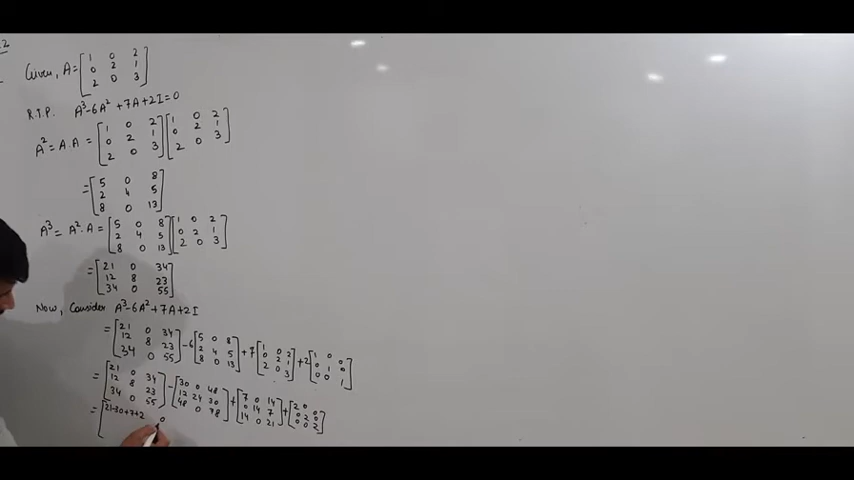 Given, A = [1 0 2
0 2 1
2 0 3]
R.T.P. A³-6A²+7A+2I=0
A² = A.A = [1 0 2 [1 0 2
0 2 1 0 2 1
2 0 3] 2 0 3]
= [5 0 8
2 4 5
8 0 13]
A³ = A².A = [5 0 8 [1 0 2
2 4 5 0 2 1
8 0 13] 2 0 3]
= [21 0 34
12 8 23
34 0 55]
Now, Consider A³-6A²+7A+2I
= [21 0 34 [5 0 8 [1 0 2 [1 0 0
12 8 23 -6 2 4 5 +7 0 2 1 +2 0 1 0
34 0 55] 8 0 13] 2 0 3] 0 0 1]
= [21 0 34 [30 0 48 [7 0 14 [2 0 0
12 8 23 - 12 24 30 + 0 14 7 + 0 2 0
34 0 55] 48 0 78] 14 0 21] 0 0 2]
= [21-30+7+2 0